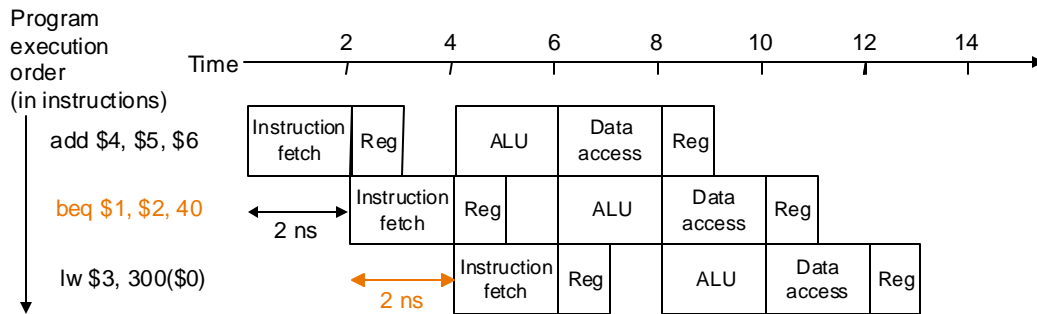 Program
execution
order
(in instructions)
Time
2
4
6
8
10
12
14
add $4, $5, $6
Instruction
fetch
Reg
ALU
Data
access
Reg
beq $1, $2, 40
2 ns
Instruction
fetch
Reg
ALU
Data
access
Reg
lw $3, 300($0)
2 ns
Instruction
fetch
Reg
ALU
Data
access
Reg